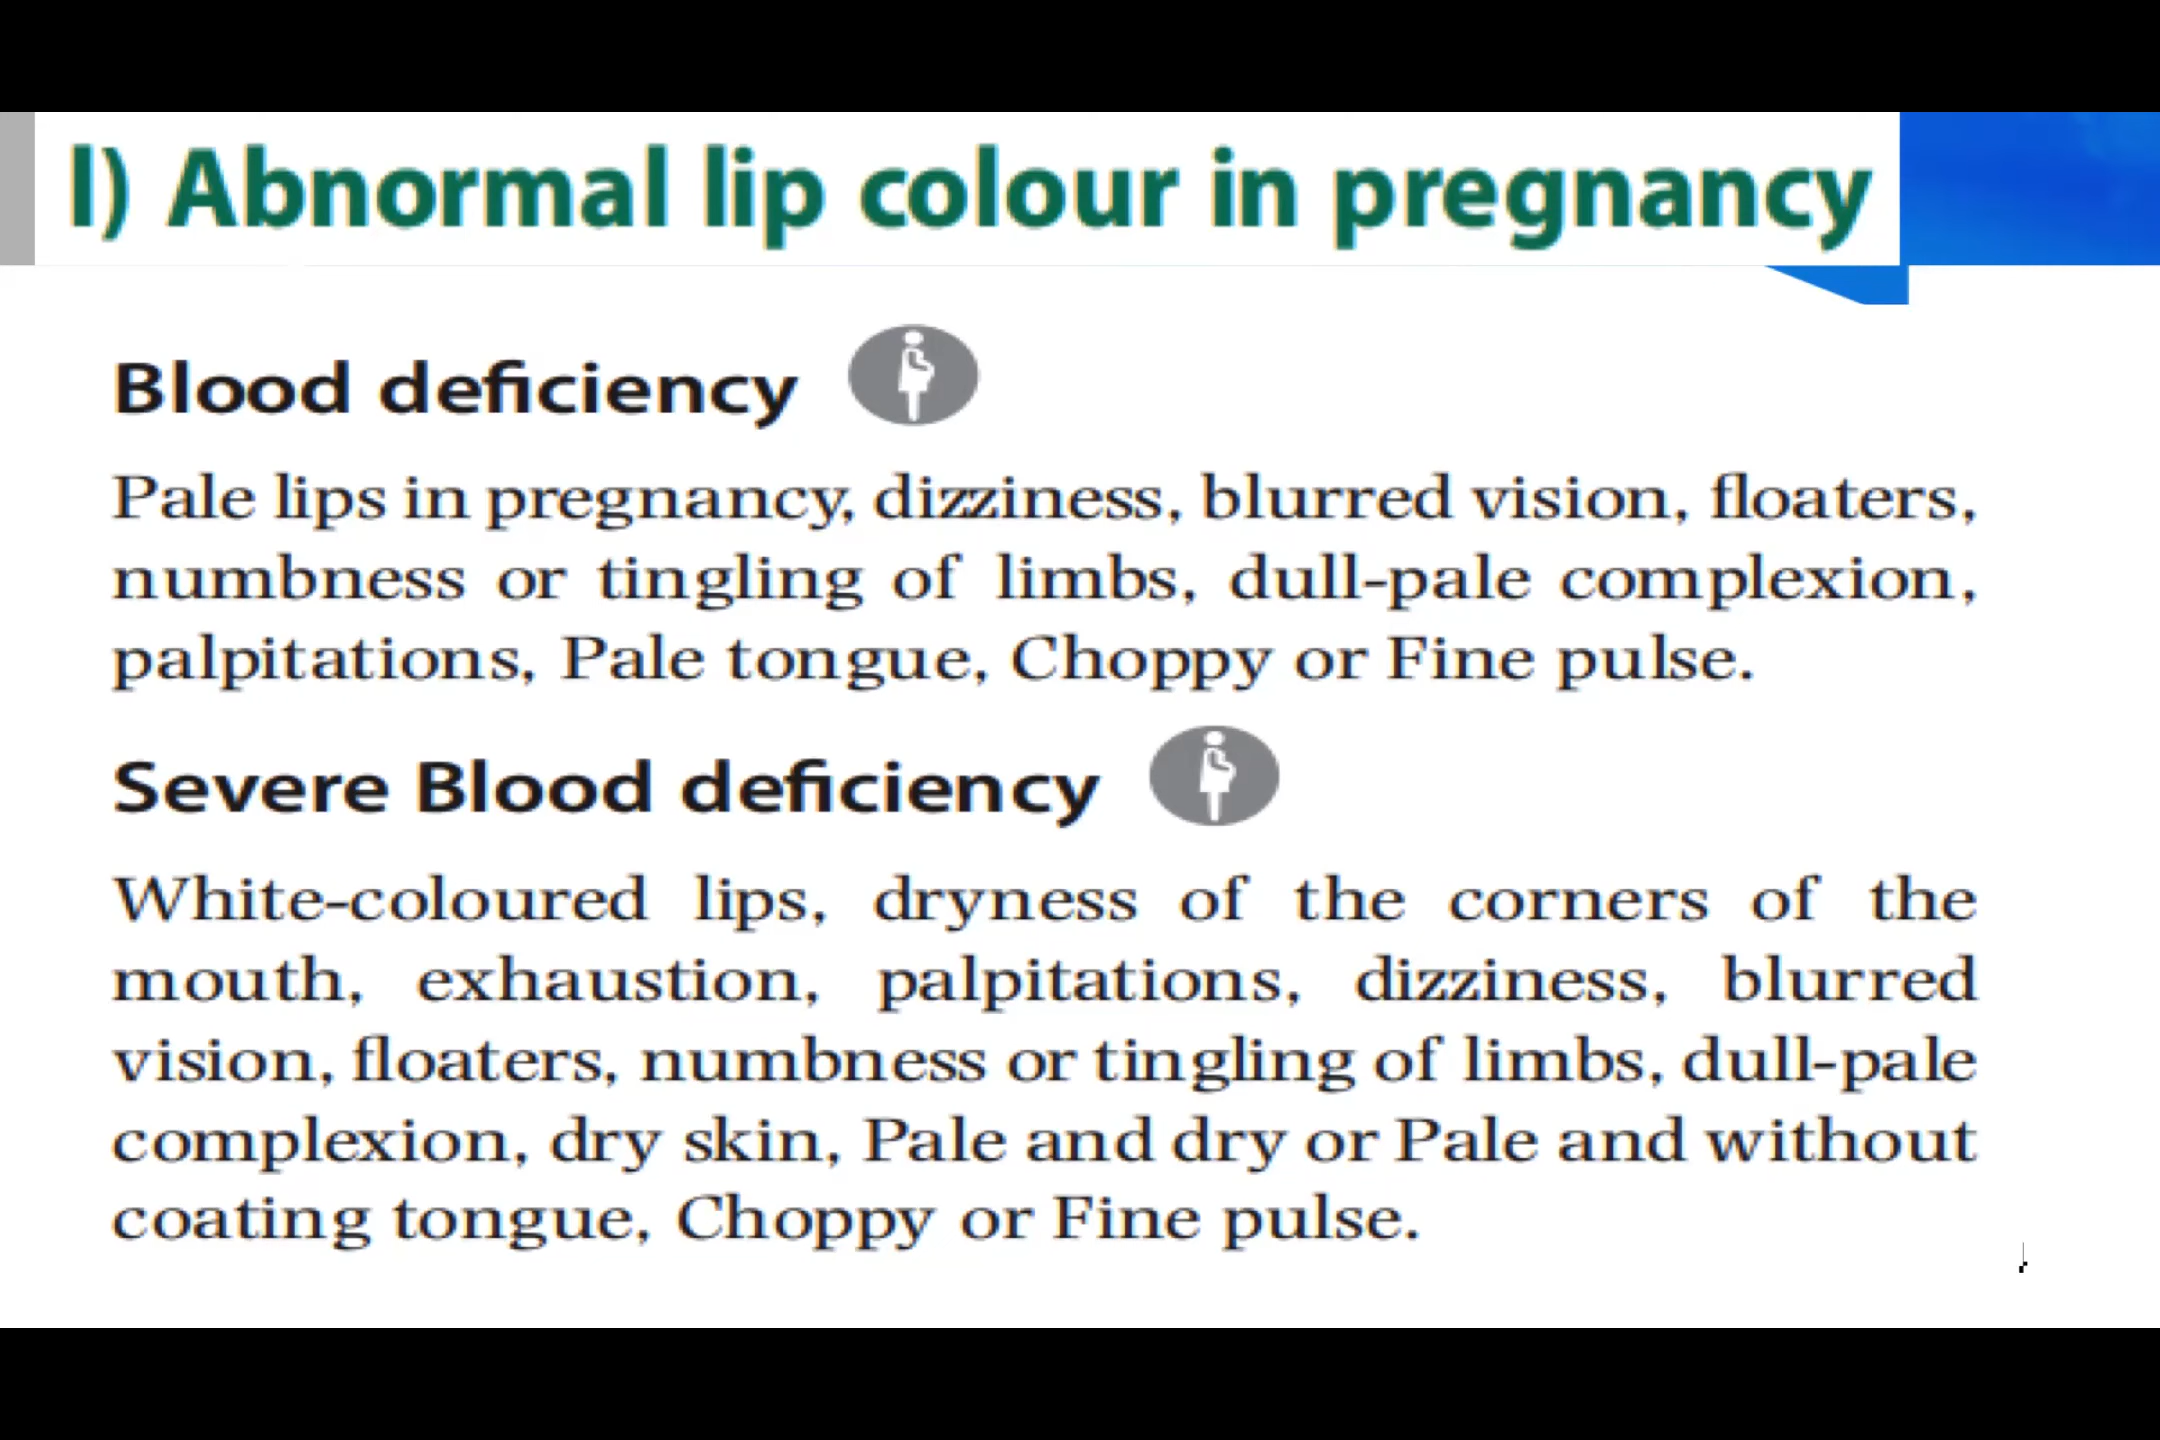 l) Abnormal lip colour in pregnancy
Blood deficiency
Pale lips in pregnancy, dizziness, blurred vision, floaters,
numbness or tingling of limbs, dull-pale complexion,
palpitations, Pale tongue, Choppy or Fine pulse.
Severe Blood deficiency
White-coloured lips, dryness of the corners of the
mouth, exhaustion, palpitations, dizziness, blurred
vision, floaters, numbness or tingling of limbs, dull-pale
complexion, dry skin, Pale and dry or Pale and without
coating tongue, Choppy or Fine pulse.